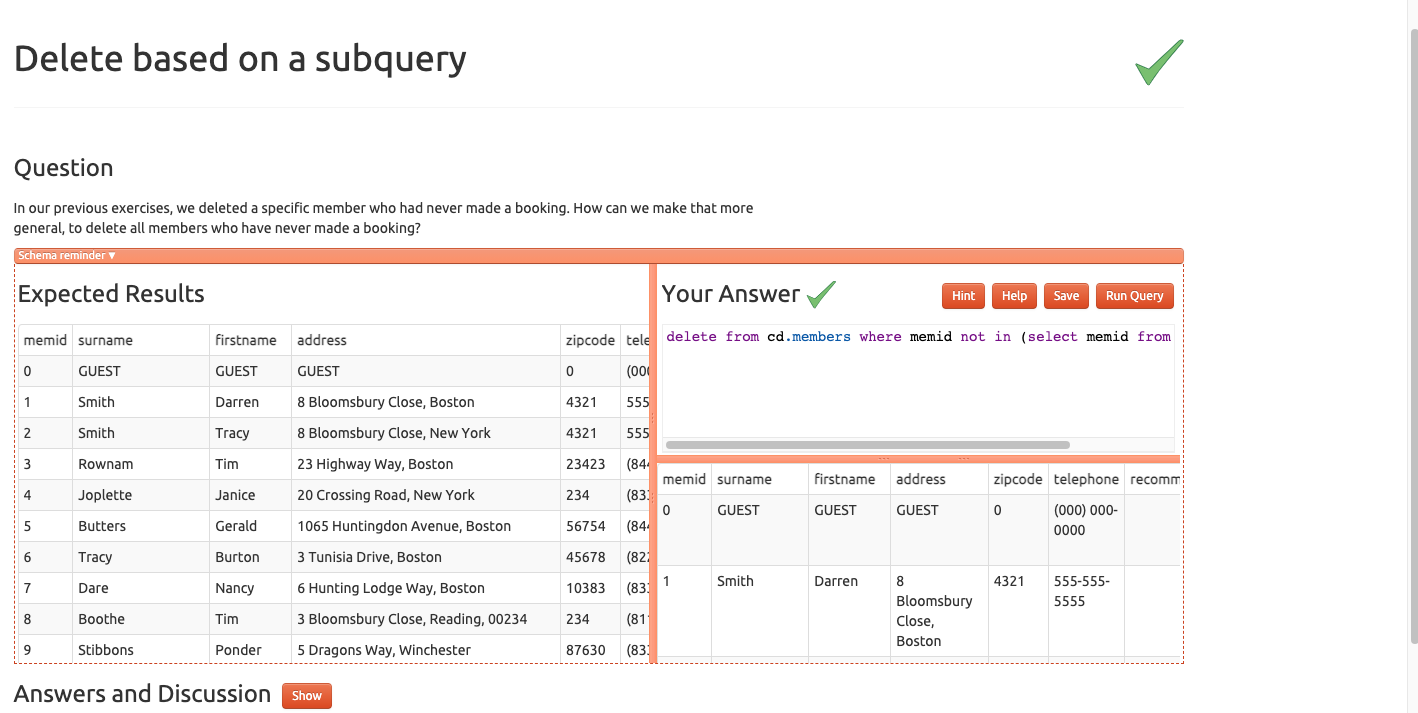 Delete based on a subquery
Question
In our previous exercises, we deleted a specific member who had never made a booking. How can we make that more
general, to delete all members who have never made a booking?
Schema reminder ▼
Expected Results
memid surname firstname address zipcode tele
0 GUEST GUEST GUEST 0 (000
1 Smith Darren 8 Bloomsbury Close, Boston 4321 555
2 Smith Tracy 8 Bloomsbury Close, New York 4321 555
3 Rownam Tim 23 Highway Way, Boston 23423 (844
4 Joplette Janice 20 Crossing Road, New York 234 (833
5 Butters Gerald 1065 Huntingdon Avenue, Boston 56754 (844
6 Tracy Burton 3 Tunisia Drive, Boston 45678 (822
7 Dare Nancy 6 Hunting Lodge Way, Boston 10383 (833
8 Boothe Tim 3 Bloomsbury Close, Reading, 00234 234 (811
9 Stibbons Ponder 5 Dragons Way, Winchester 87630 (833
Your Answer
Hint Help Save Run Query
delete from cd.members where memid not in (select memid from
memid surname firstname address zipcode telephone recomm
0 GUEST GUEST GUEST 0 (000) 000-
0000
1 Smith Darren 8 4321 555-555-
Bloomsbury 5555
Close,
Boston
Answers and Discussion Show